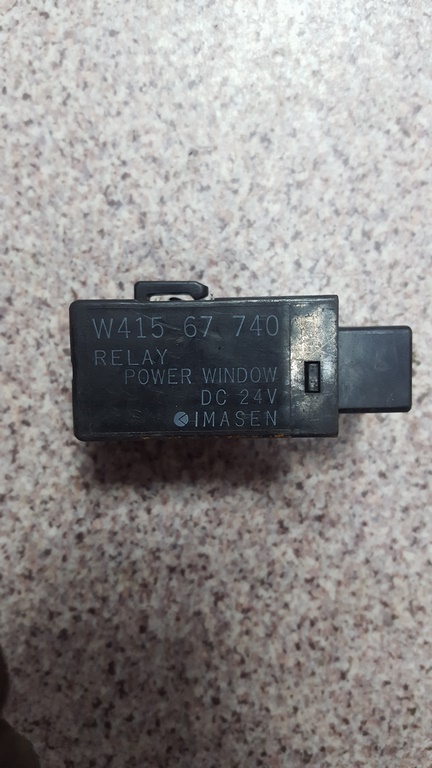 W415 67 740
RELAY
POWER WINDOW
DC 24V
IMASEN